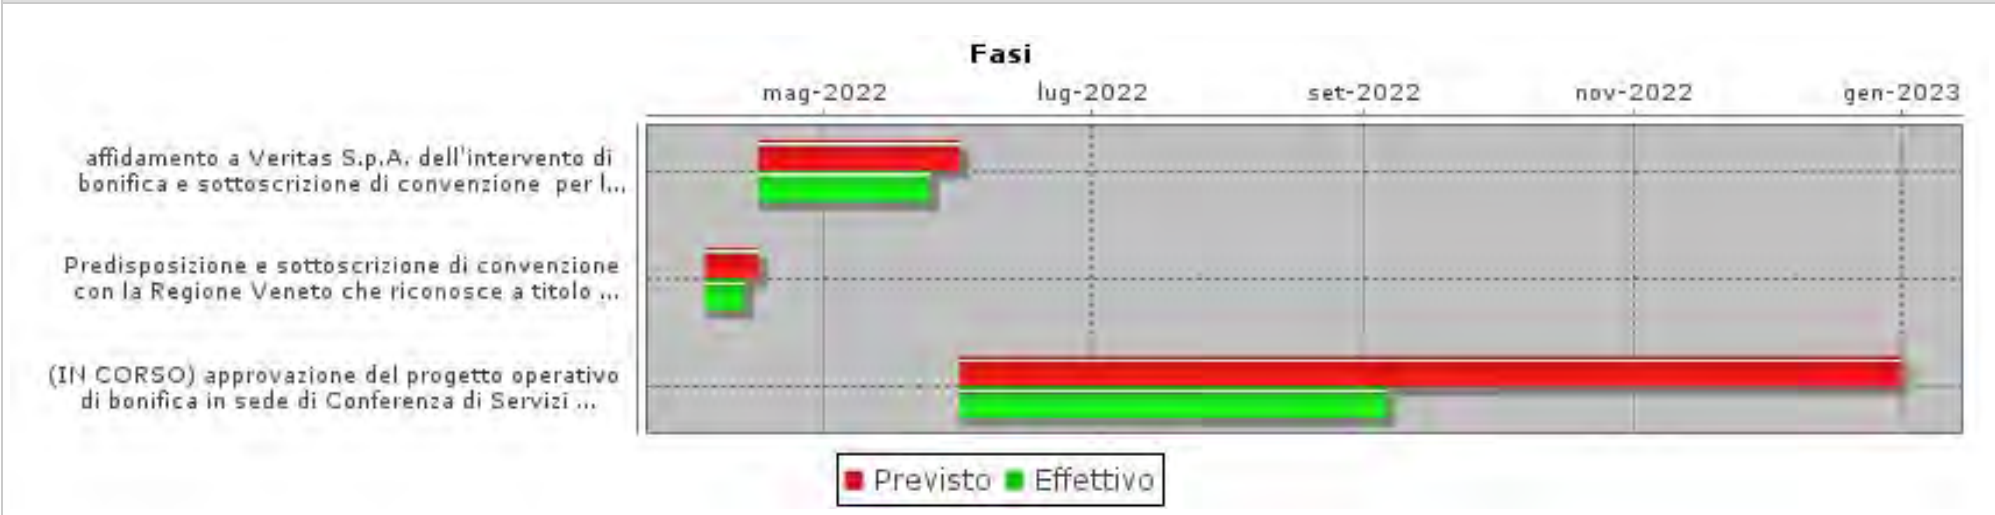 Fasi
mag-2022 lug-2022 set-2022 nov-2022 gen-2023
affidamento a Veritas S.p.A. dell'intervento di
bonifica e sottoscrizione di convenzione per l...
Predisposizione e sottoscrizione di convenzione
con la Regione Veneto che riconosce a titolo ...
(IN CORSO) approvazione del progetto operativo
di bonifica in sede di Conferenza di Servizi ...
Previsto Effettivo